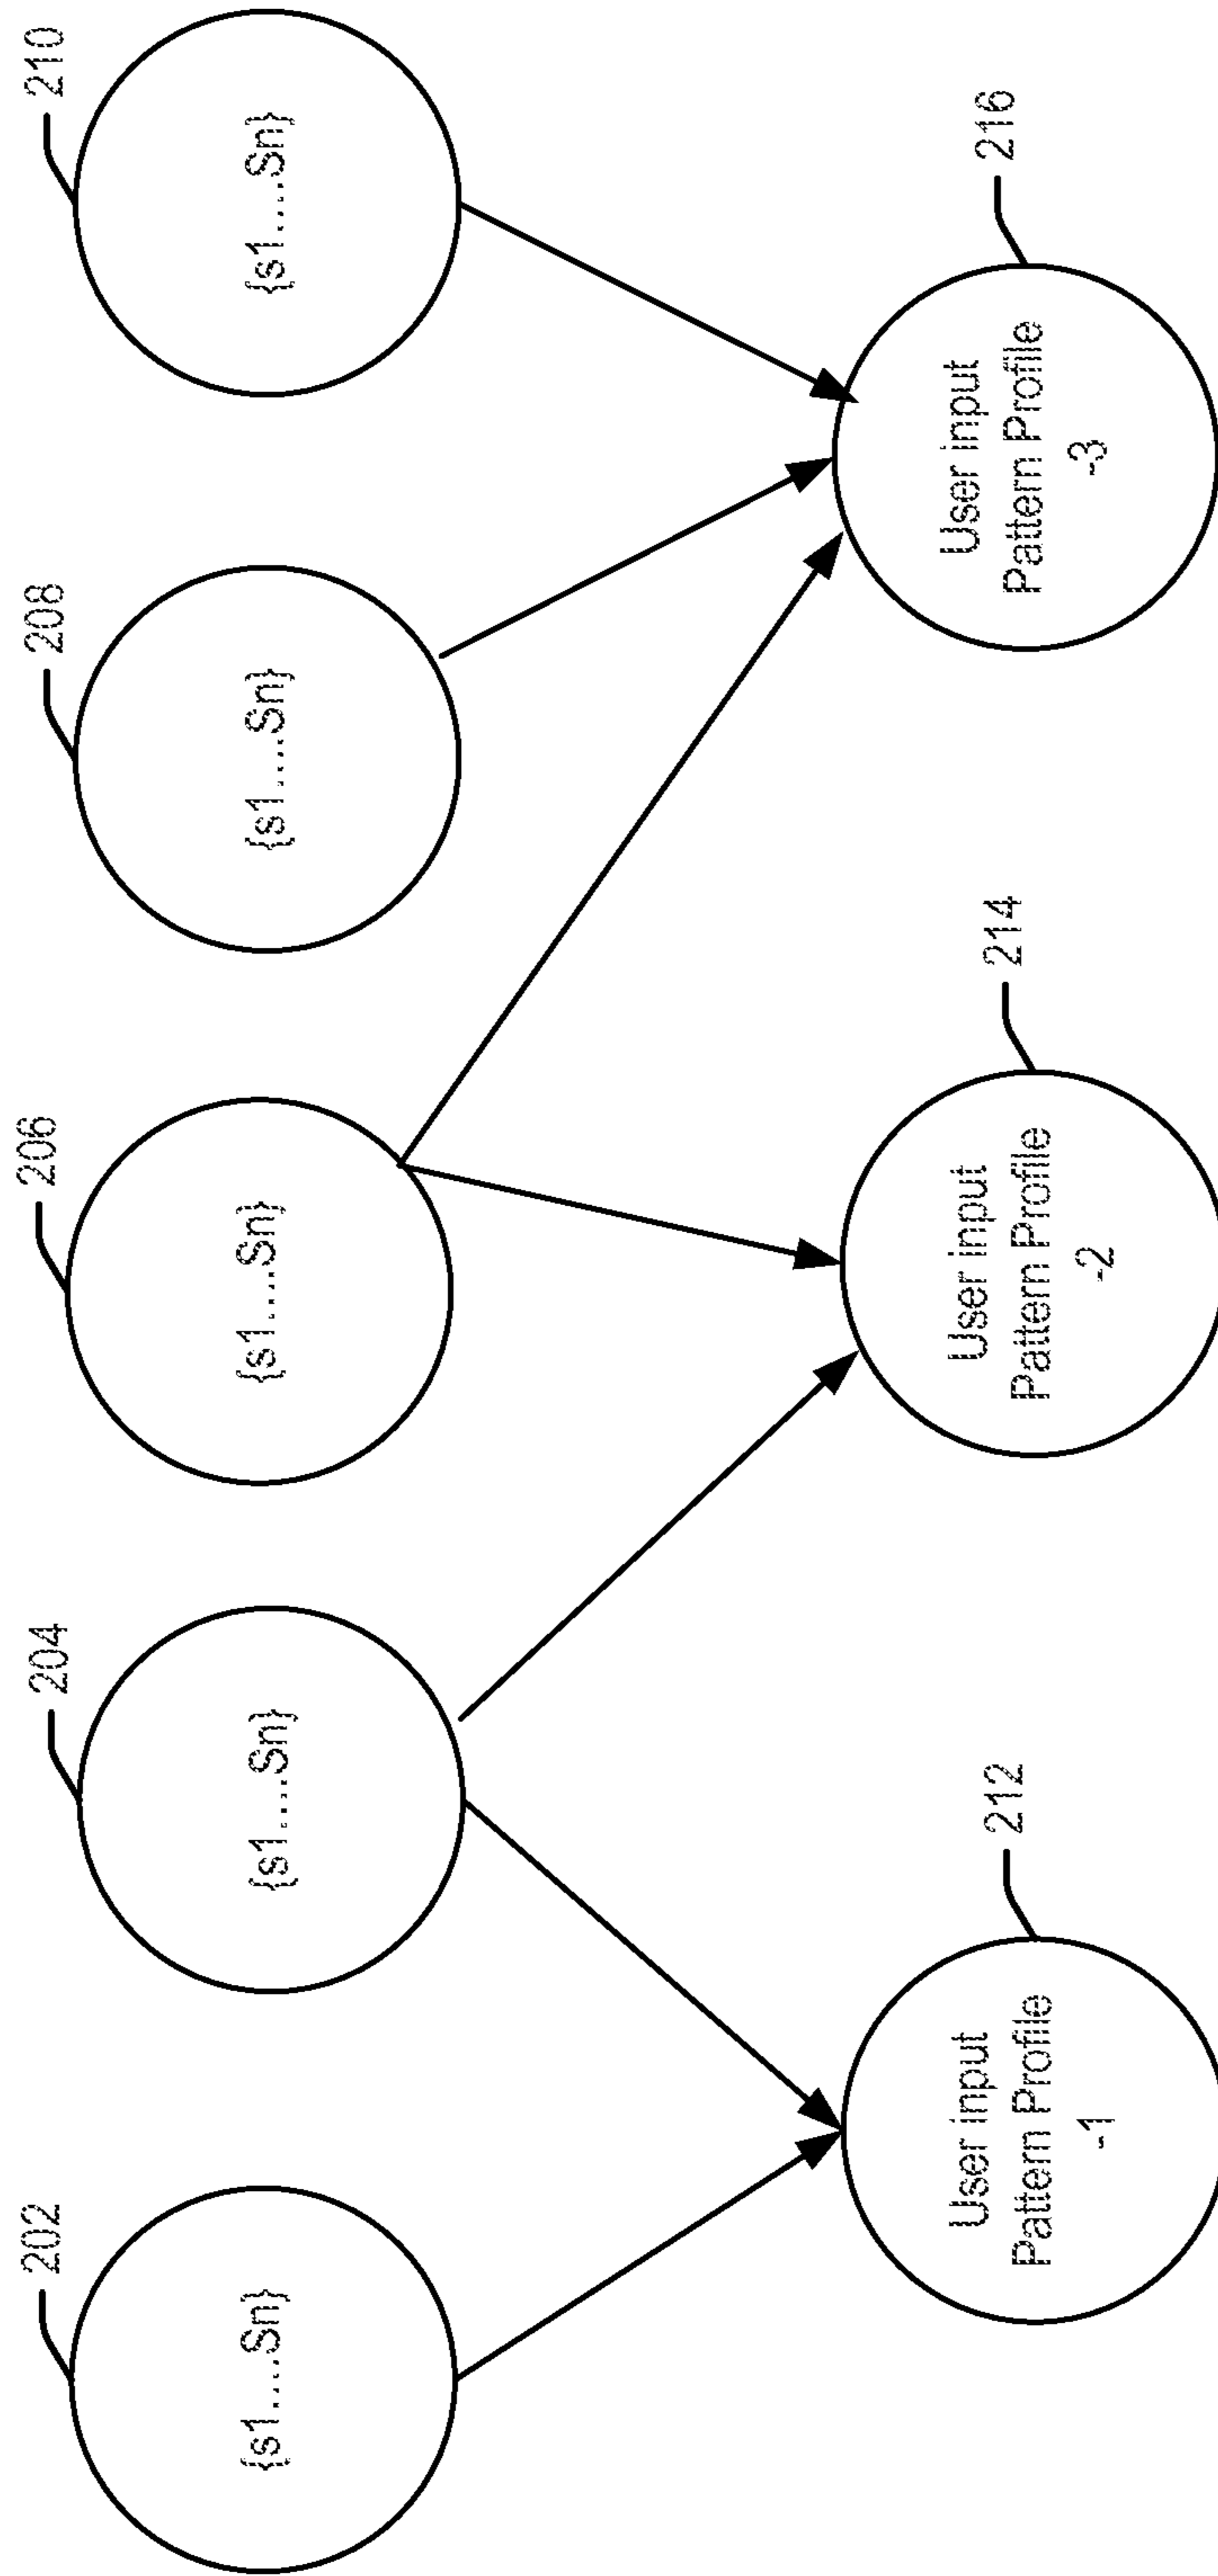 202
204
206
208
210
{s1.....Sn}
{s1.....Sn}
{s1.....Sn}
{s1.....Sn}
{s1.....Sn}
212
214
216
User input
Pattern Profile
-1
User input
Pattern Profile
-2
User input
Pattern Profile
-3